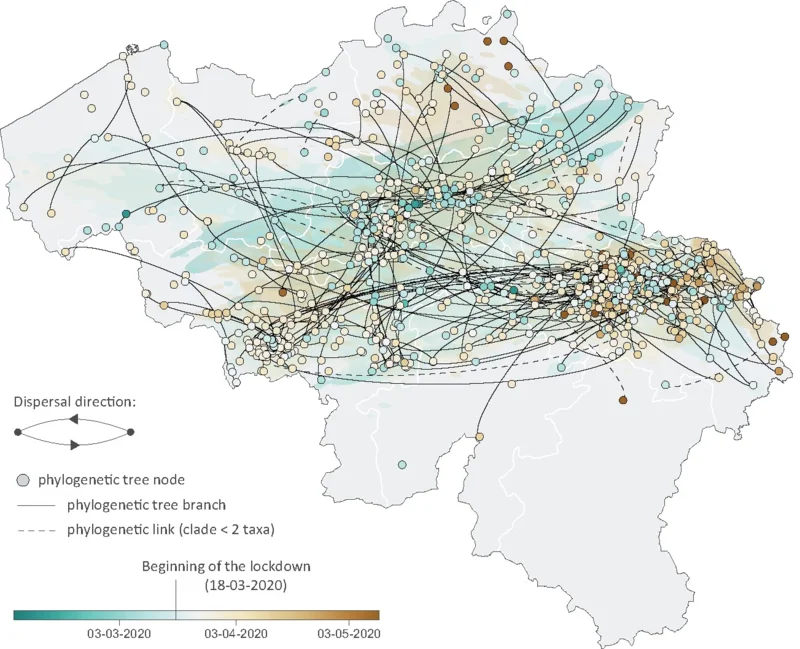 Dispersal direction:
phylogenetic tree node
phylogenetic tree branch
phylogenetic link (clade < 2 taxa)
Beginning of the lockdown
(18-03-2020)
03-03-2020
03-04-2020
03-05-2020